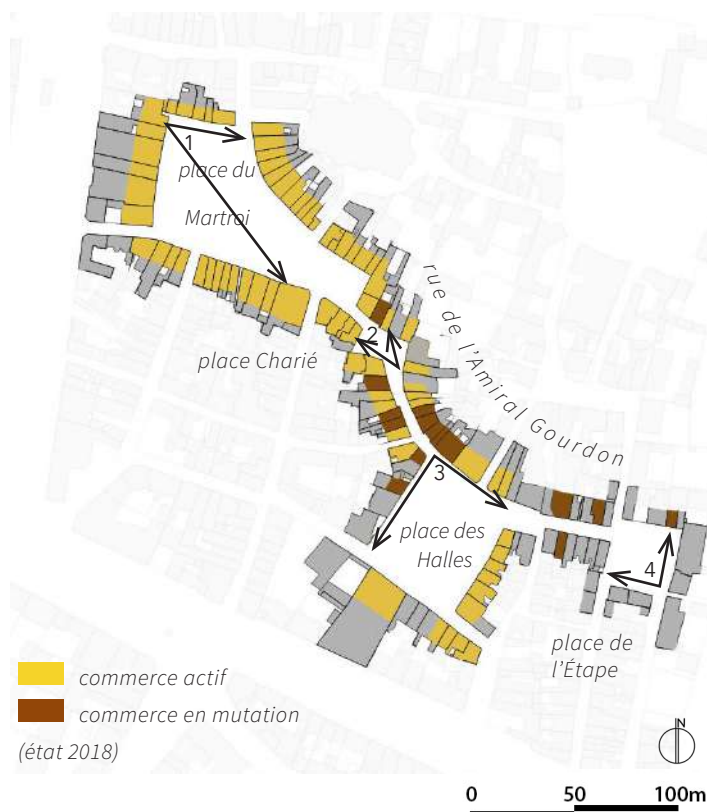 1
place du
Martroi
2
place Charié
rue de l'Amiral Gourdon
3
place des
Halles
4
place de
l'Étape
commerce actif
commerce en mutation
(état 2018)
N
0 50 100m